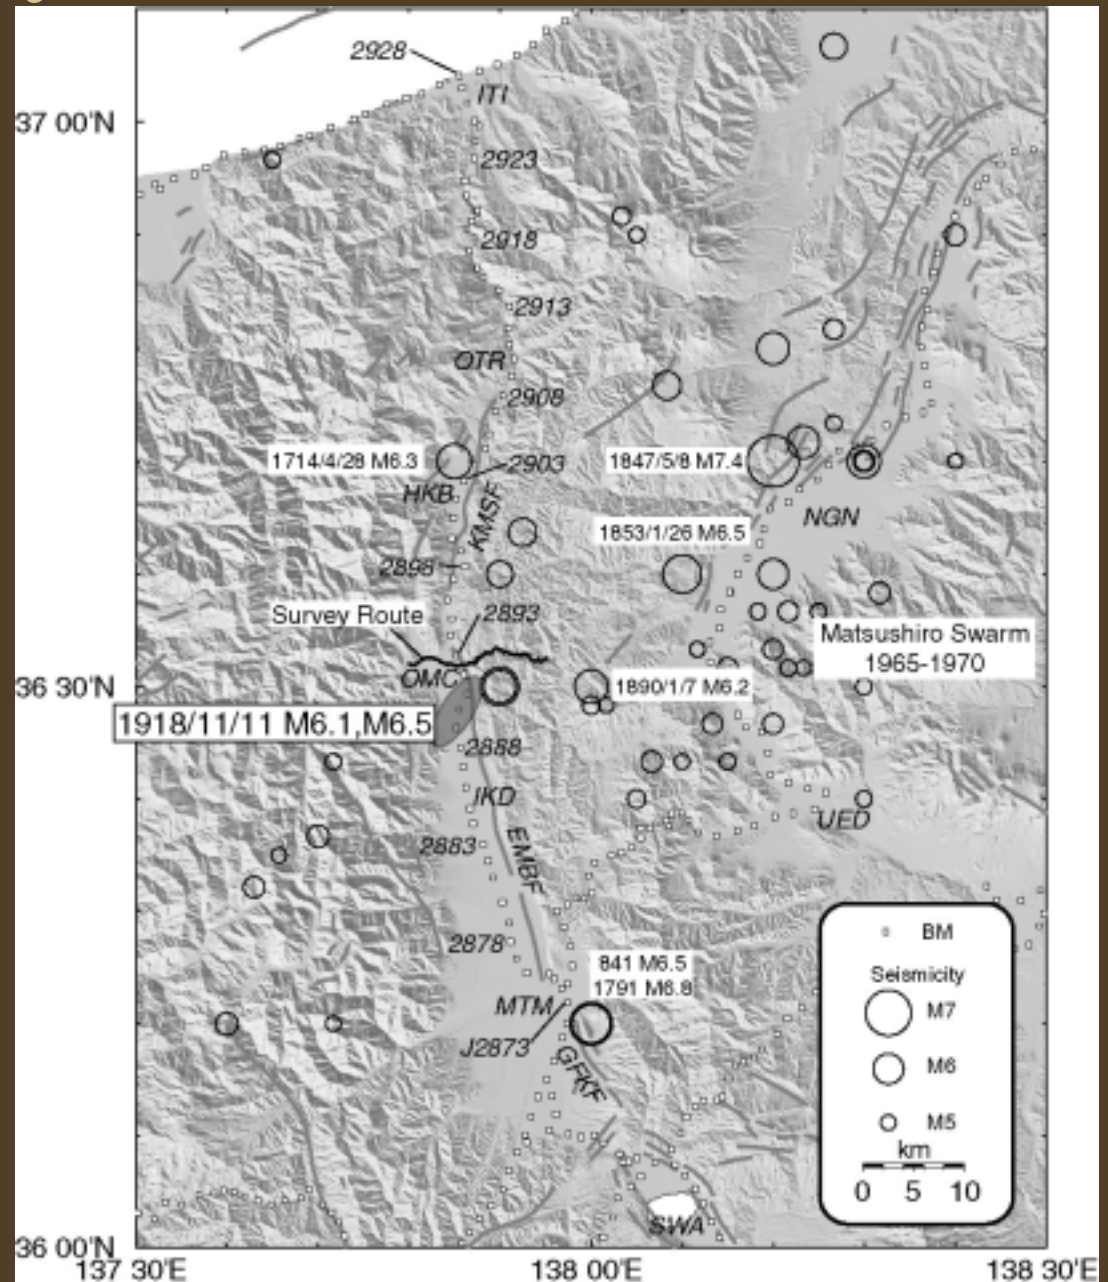 2928
ITI
37 00'N
2923
2918
2913
OTR
2908
1714/4/28 M6.3
2903
1847/5/8 M7.4
HKB
KMSF
NGN
1853/1/26 M6.5
2898
Survey Route
2893
Matsushiro Swarm
1965-1970
OMC
36 30'N
1890/1/7 M6.2
1918/11/11 M6.1,M6.5
2888
IKD
UED
2883
EMBF
BM
2878
841 M6.5
1791 M6.8
Seismicity
M7
MTM
J2873
GFKF
M6
M5
km
0 5 10
SWA
36 00'N
137 30'E
138 00'E
138 30'E